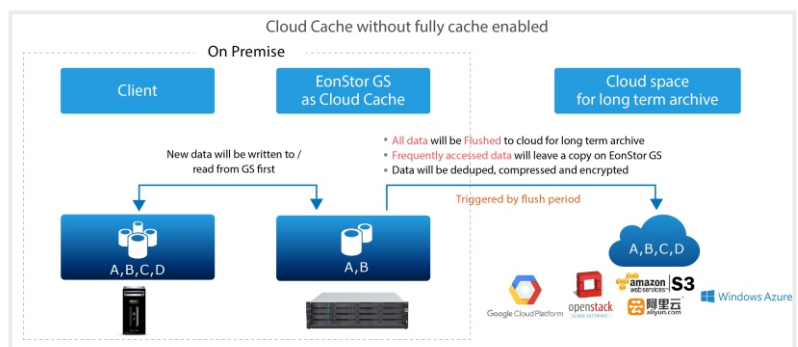 Cloud Cache without fully cache enabled
On Premise
Client
EonStor GS
as Cloud Cache
Cloud space
for long term archive
New data will be written to /
read from GS first
• All data will be Flushed to cloud for long term archive
• Frequently accessed data will leave a copy on EonStor GS
• Data will be deduped, compressed and encrypted
Triggered by flush period
A,B,C,D
A,B
A,B,C,D
Google Cloud Platform
openstack
CLOUD SOFTWARE
amazon
webservices
S3
阿里云
aliyun.com
Windows Azure